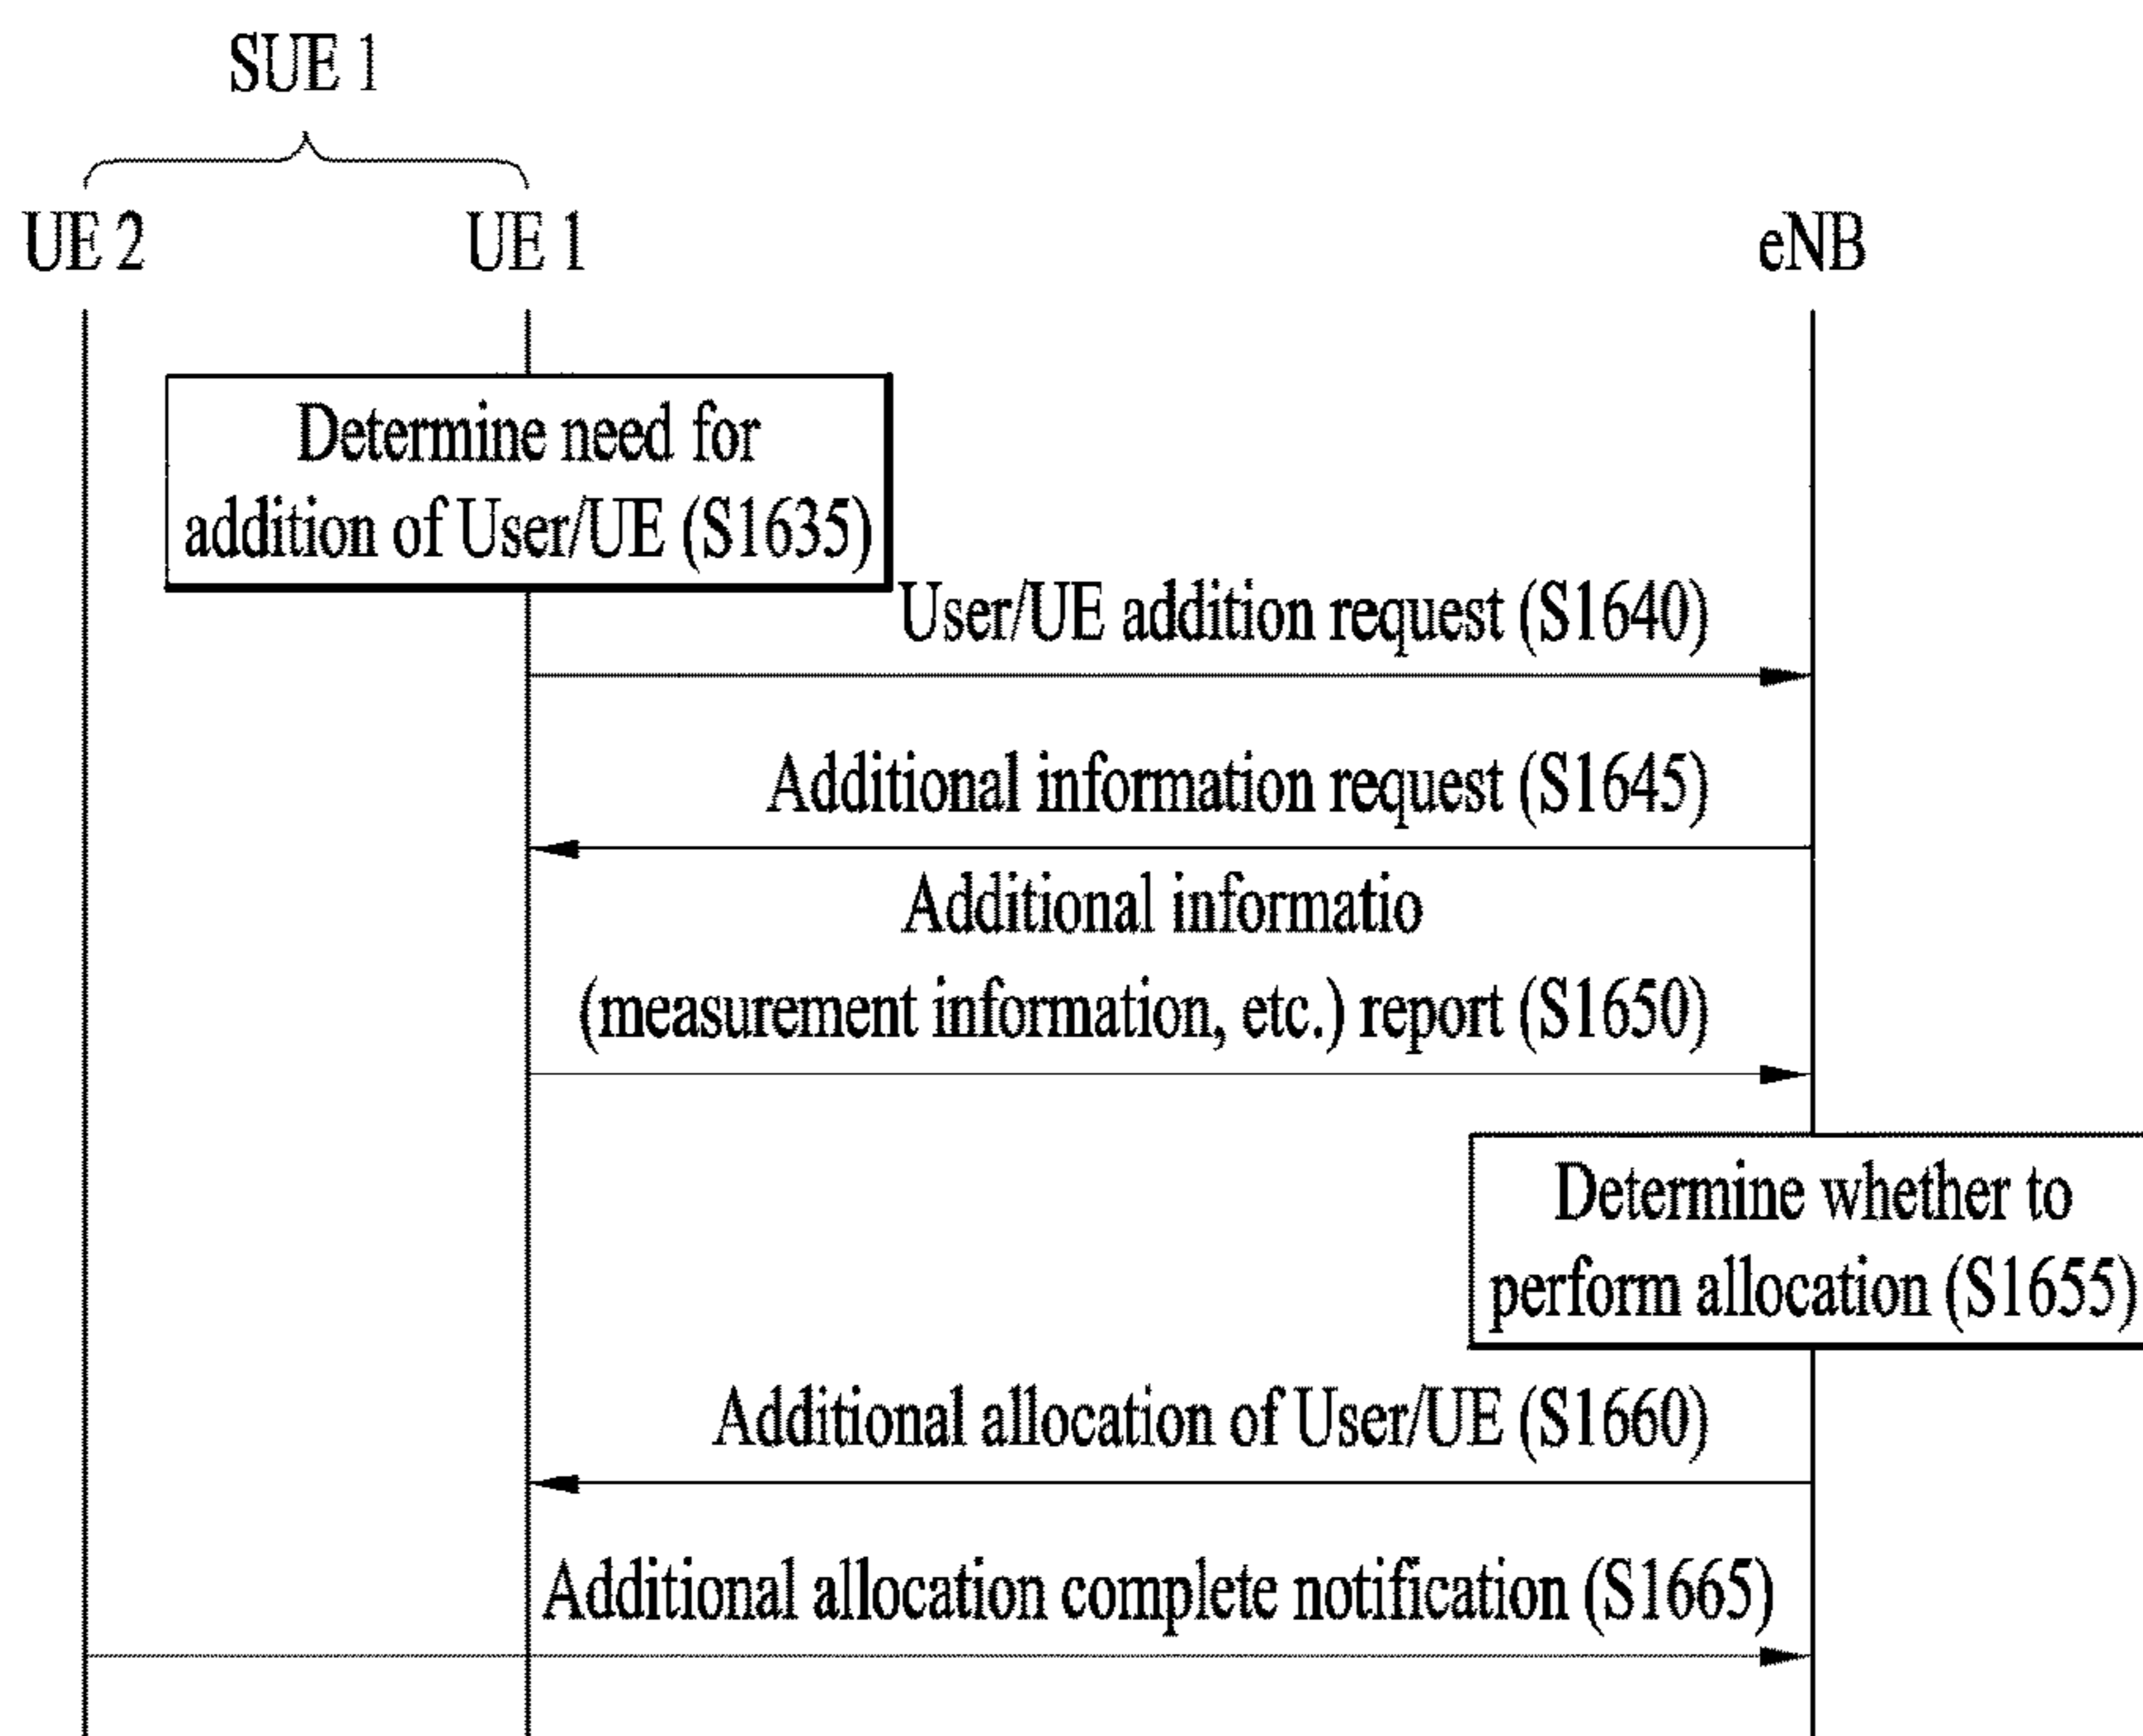 SUE 1
UE 2
UE 1
eNB
Determine need for
addition of User/UE (S1635)
User/UE addition request (S1640)
Additional information request (S1645)
Additional informatio
(measurement information, etc.) report (S1650)
Determine whether to
perform allocation (S1655)
Additional allocation of User/UE (S1660)
Additional allocation complete notification (S1665)